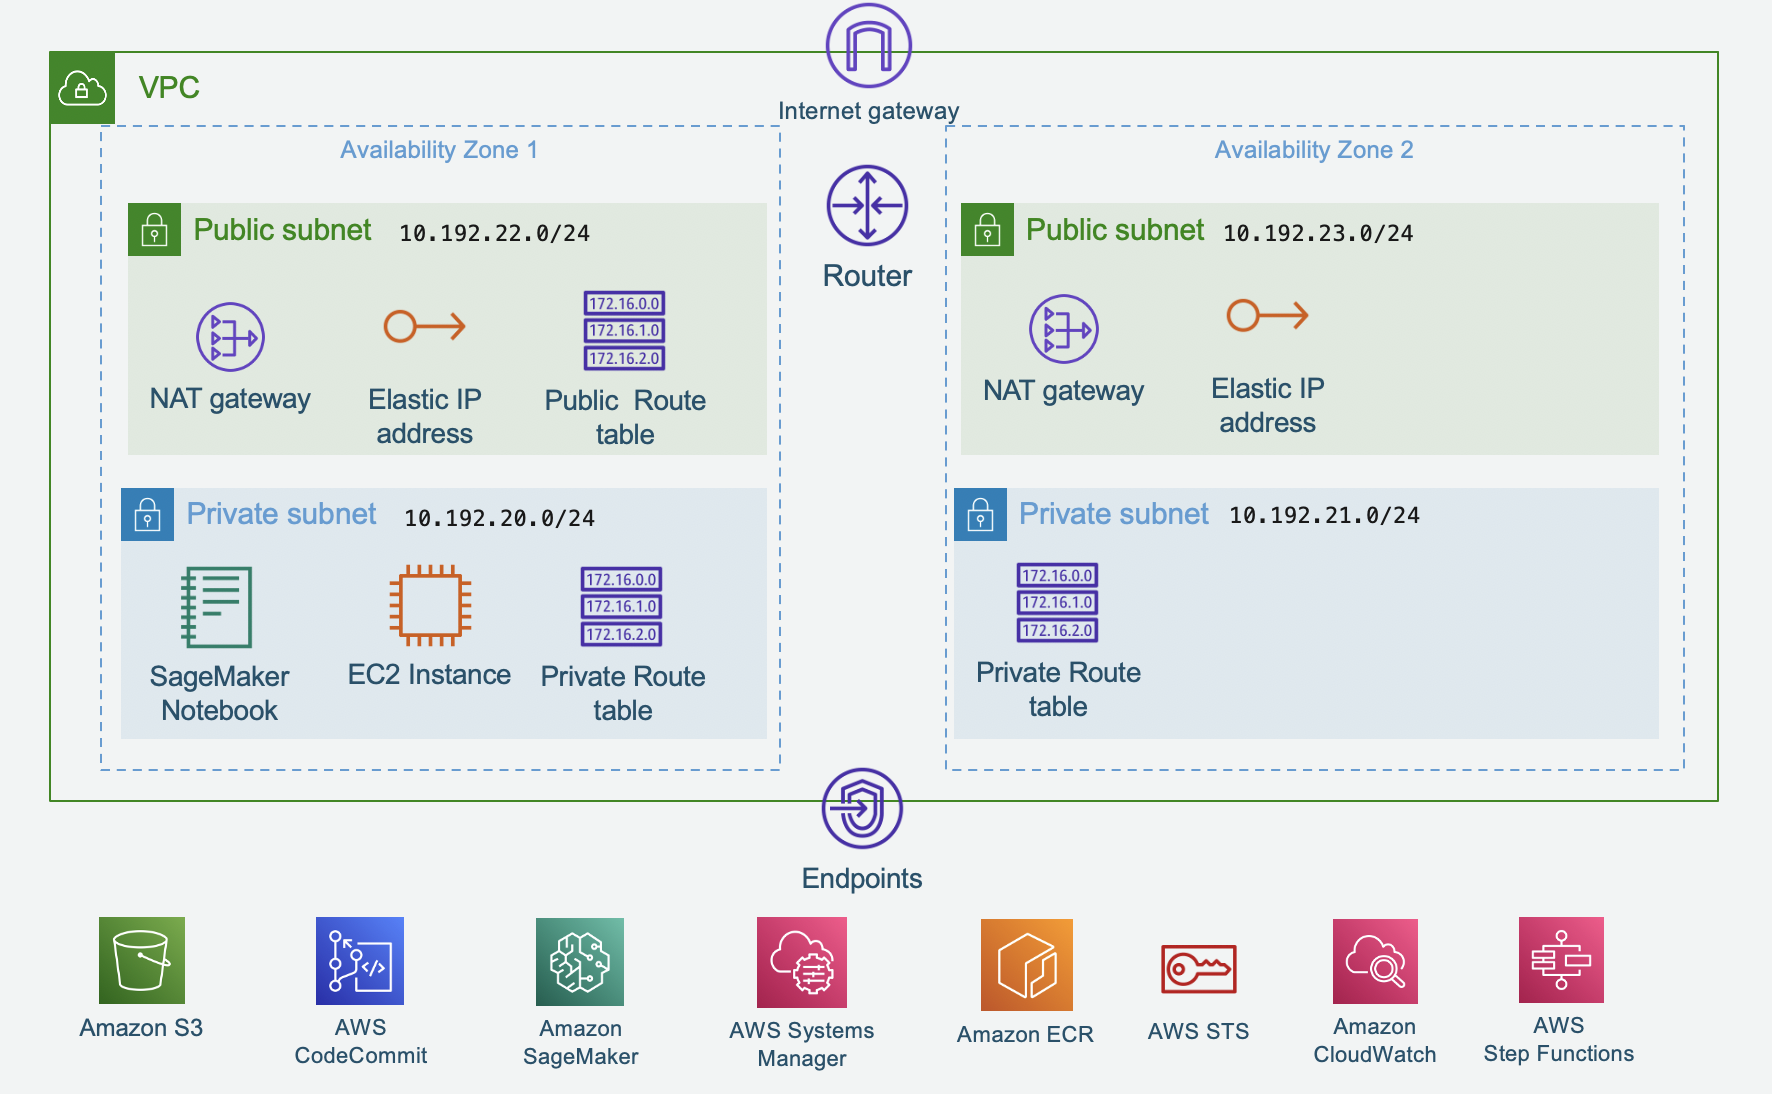 Internet gateway
VPC
Availability Zone 1
Availability Zone 2
Public subnet 10.192.22.0/24
NAT gateway
Elastic IP
address
172.16.0.0
172.16.1.0
172.16.2.0
Public Route
table
Router
Public subnet 10.192.23.0/24
NAT gateway
Elastic IP
address
Private subnet 10.192.20.0/24
SageMaker
Notebook
EC2 Instance
172.16.0.0
172.16.1.0
172.16.2.0
Private Route
table
Private subnet 10.192.21.0/24
172.16.0.0
172.16.1.0
172.16.2.0
Private Route
table
Endpoints
Amazon S3
AWS
CodeCommit
Amazon
SageMaker
AWS Systems
Manager
Amazon ECR
AWS STS
Amazon
CloudWatch
AWS
Step Functions